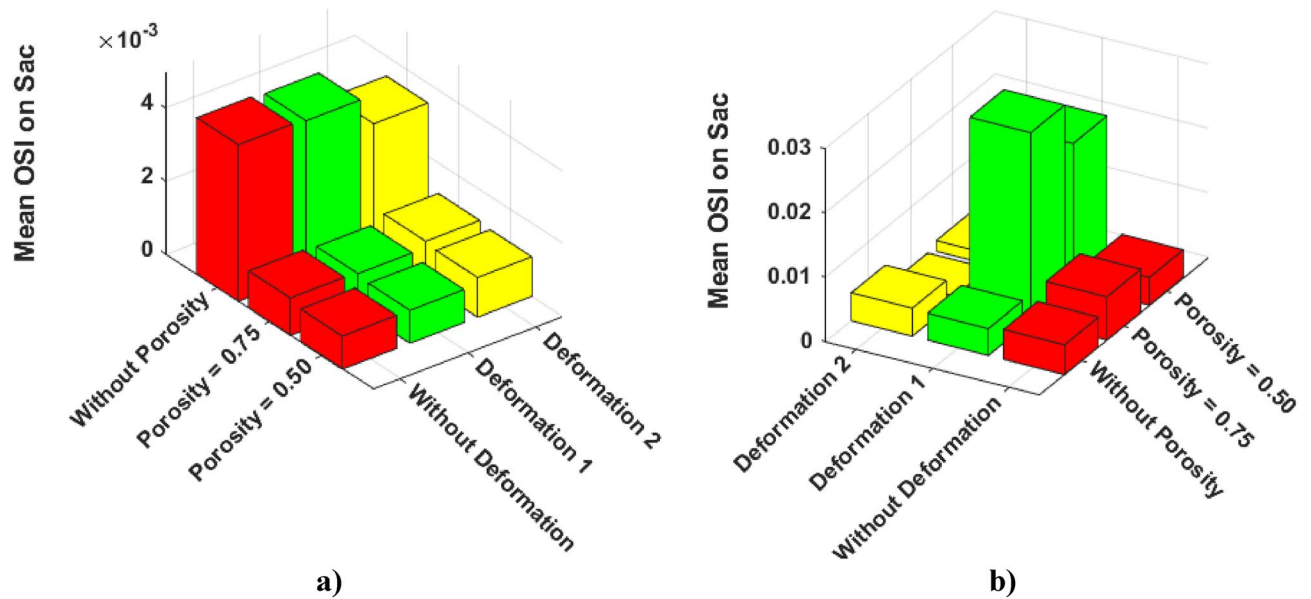 ×10⁻³
Mean OSI on Sac
4
2
0
Without Porosity
Porosity = 0.75
Porosity = 0.50
Without Deformation
Deformation 1
Deformation 2
a)
Mean OSI on Sac
0.03
0.02
0.01
0
Deformation 2
Deformation 1
Without Deformation
Without Porosity
Porosity = 0.75
Porosity = 0.50
b)